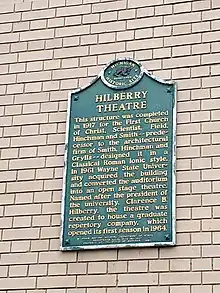 HILBERRY
THEATRE
This structure was completed
in 1917 for the First Church
of Christ, Scientist. Field,
Hinchman and Smith—prede-
cessor to the architectural
firm of Smith, Hinchman and
Grylls—designed it in a
Classical Roman Ionic style.
In 1961 Wayne State Univer-
sity acquired the building
and converted the auditorium
into an open stage theatre.
Named after the president of
the university, Clarence B.
Hilberry, the theatre was
created to house a graduate
repertory company, which
opened its first season in 1964.